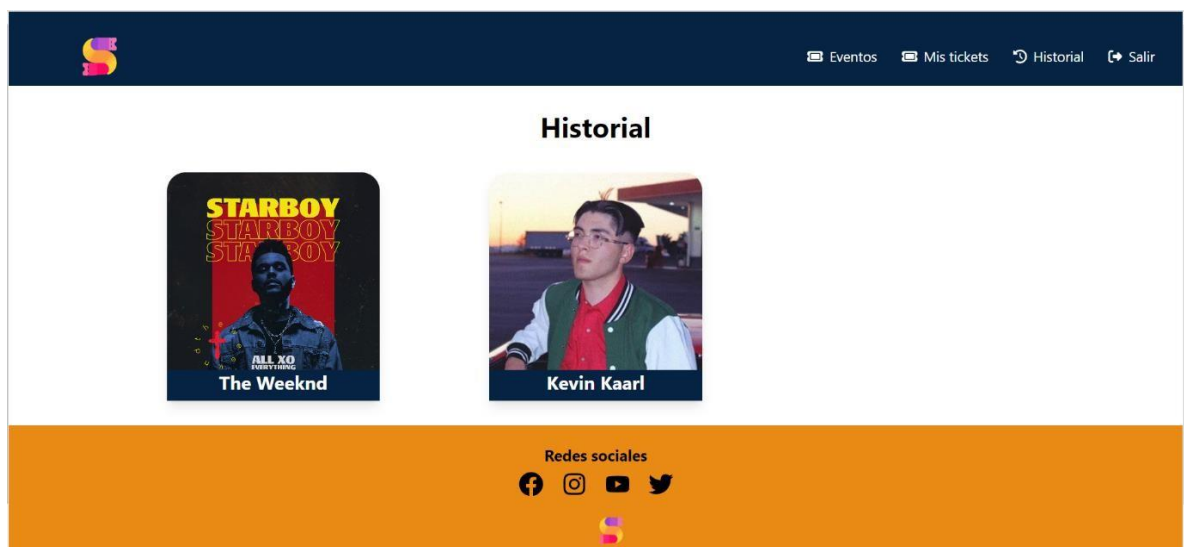 Eventos Mis tickets Historial Salir
Historial
STARBOY
STARBOY
STARBOY
ALL XO
EVERYTHING
The Weeknd
Kevin Kaarl
Redes sociales